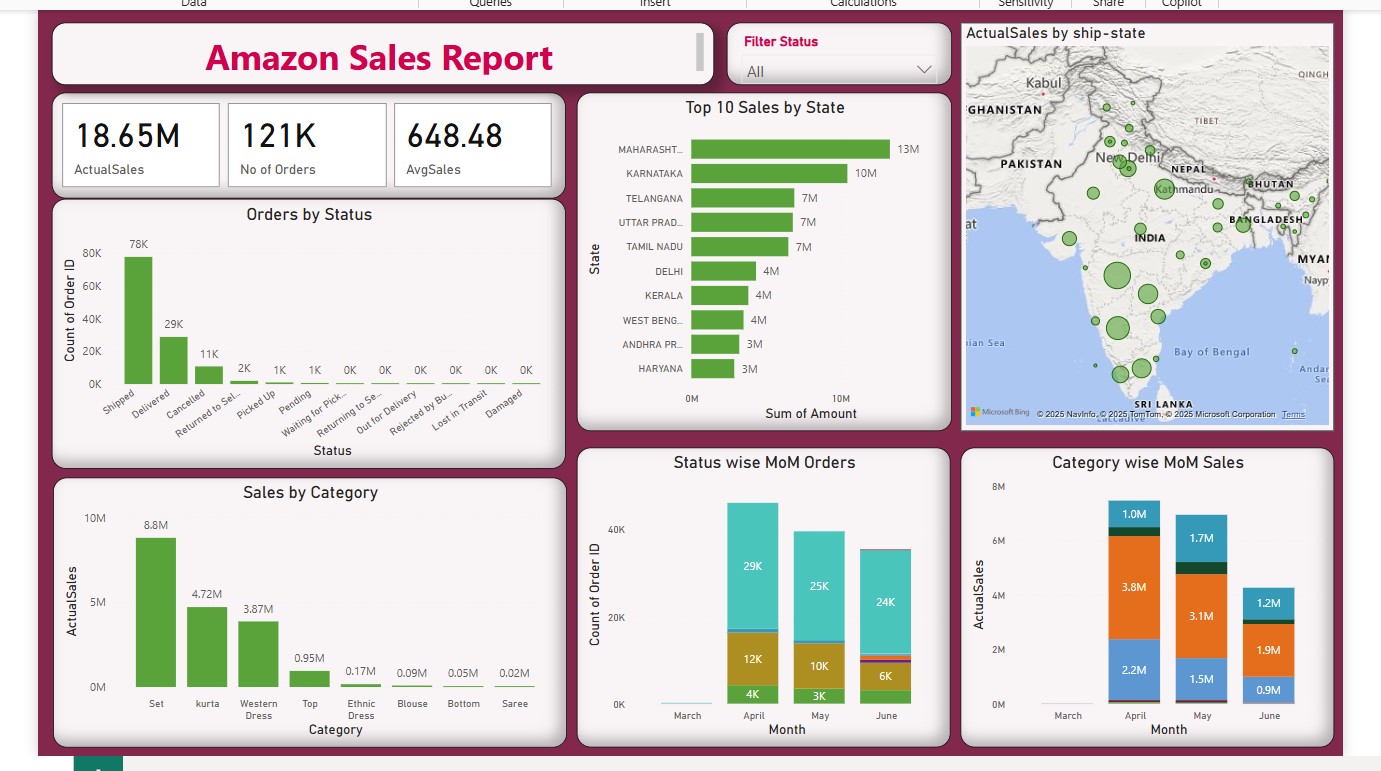 Data
Queries
Insert
Calculations
Sensitivity
Share
Copilot
Amazon Sales Report
Filter Status
All
18.65M
ActualSales
121K
No of Orders
648.48
AvgSales
Orders by Status
Count of Order ID
80K
60K
40K
20K
0K
78K
29K
11K
2K
1K
1K
0K
0K
0K
0K
0K
0K
Shipped
Delivered
Cancelled
Returned to Sel...
Picked Up
Pending
Waiting for Pick...
Returning to Se...
Out for Delivery
Rejected by Bu...
Lost in Transit
Damaged
Status
Sales by Category
ActualSales
10M
5M
0M
8.8M
4.72M
3.87M
0.95M
0.17M
0.09M
0.05M
0.02M
Set
kurta
Western
Dress
Top
Ethnic
Dress
Blouse
Bottom
Saree
Category
Top 10 Sales by State
State
MAHARASHT... 13M
KARNATAKA 10M
TELANGANA 7M
UTTAR PRAD... 7M
TAMIL NADU 7M
DELHI 4M
KERALA 4M
WEST BENG... 4M
ANDHRA PR... 3M
HARYANA 3M
0M 10M
Sum of Amount
ActualSales by ship-state
Kabul
QINGH
GHANISTAN
TIBET
New Delhi
PAKISTAN
NEPAL
BHUTAN
Kathmandu
BANGLADESH
at
INDIA
MYAN
Nayp
ian Sea
Bay of Bengal
Andar
Sea
SRI LANKA
Microsoft Bing
© 2025 NavInfo, © 2025 TomTom, © 2025 Microsoft Corporation Terms
Laccadive
Status wise MoM Orders
Count of Order ID
40K
20K
0K
29K
12K
4K
25K
10K
3K
24K
6K
March
April
May
June
Month
Category wise MoM Sales
ActualSales
8M
6M
4M
2M
0M
1.0M
3.8M
2.2M
1.7M
3.1M
1.5M
1.2M
1.9M
0.9M
March
April
May
June
Month